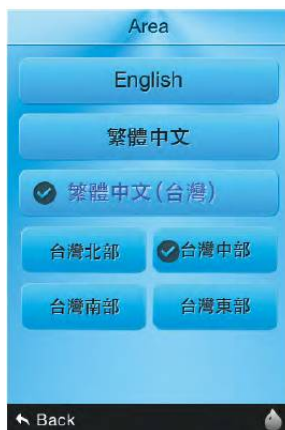 Area
English
繁體中文
繁體中文(台灣)
台灣北部 台灣中部
台灣南部 台灣東部
Back